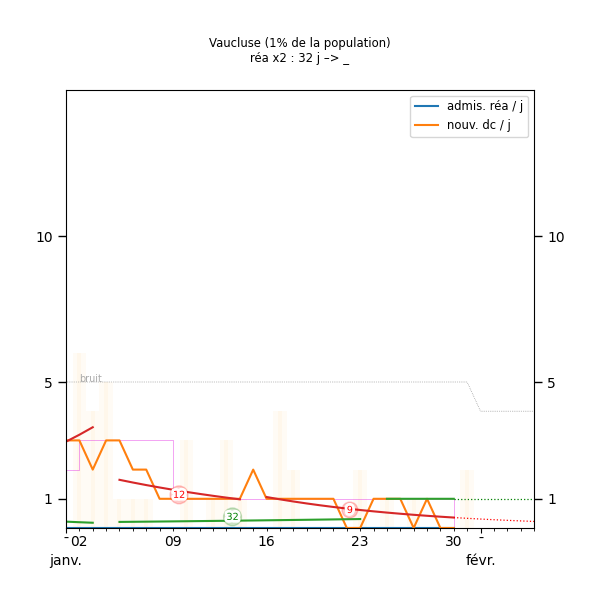 Vaucluse (1% de la population)
réa x2 : 32 j –> _
admis. réa / j
nouv. dc / j
10 10
bruit
5 5
12
9
32
1 1
- 02 09 16 23 30 -
janv. févr.